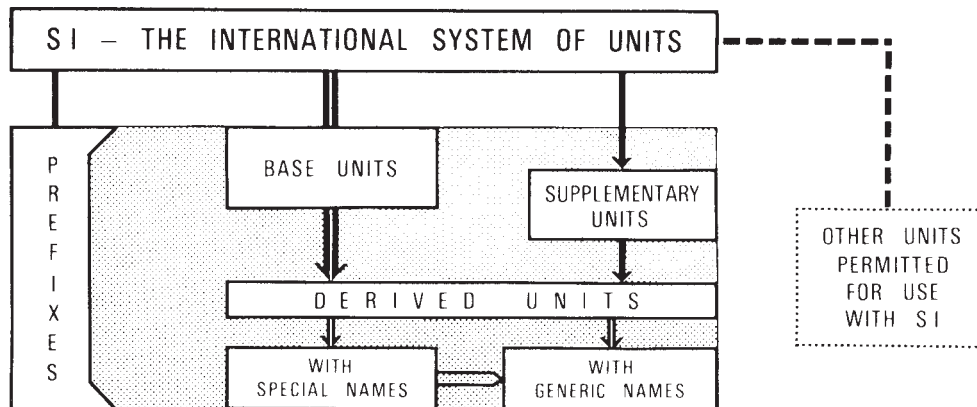 SI – THE INTERNATIONAL SYSTEM OF UNITS
PREFIXES
BASE UNITS
SUPPLEMENTARY
UNITS
OTHER UNITS
PERMITTED
FOR USE
WITH SI
DERIVED UNITS
WITH
SPECIAL NAMES
WITH
GENERIC NAMES